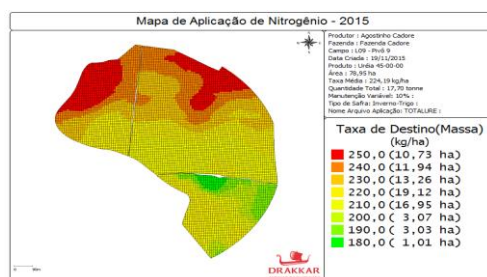 Mapa de Aplicação de Nitrogênio - 2015
Produtor : Agostinho Cadore
Fazenda : Fazenda Cadore
Campo : L09 - Pivô 9
Data Criada : 19/11/2015
Produto : Uréia 45-00-00
Área : 78,95 ha
Taxa Média : 224,19 kg/ha
Quantidade Total : 17,70 tonne
Manutenção Variável: 10% :
Tipo de Safra: Inverno-Trigo :
Nome Arquivo Aplicação: TOTALURE :
Taxa de Destino(Massa)
(kg/ha)
250,0 (10,73 ha)
240,0 (11,94 ha)
230,0 (13,26 ha)
220,0 (19,12 ha)
210,0 (16,95 ha)
200,0 ( 3,07 ha)
190,0 ( 3,03 ha)
180,0 ( 1,01 ha)
DRAKKAR